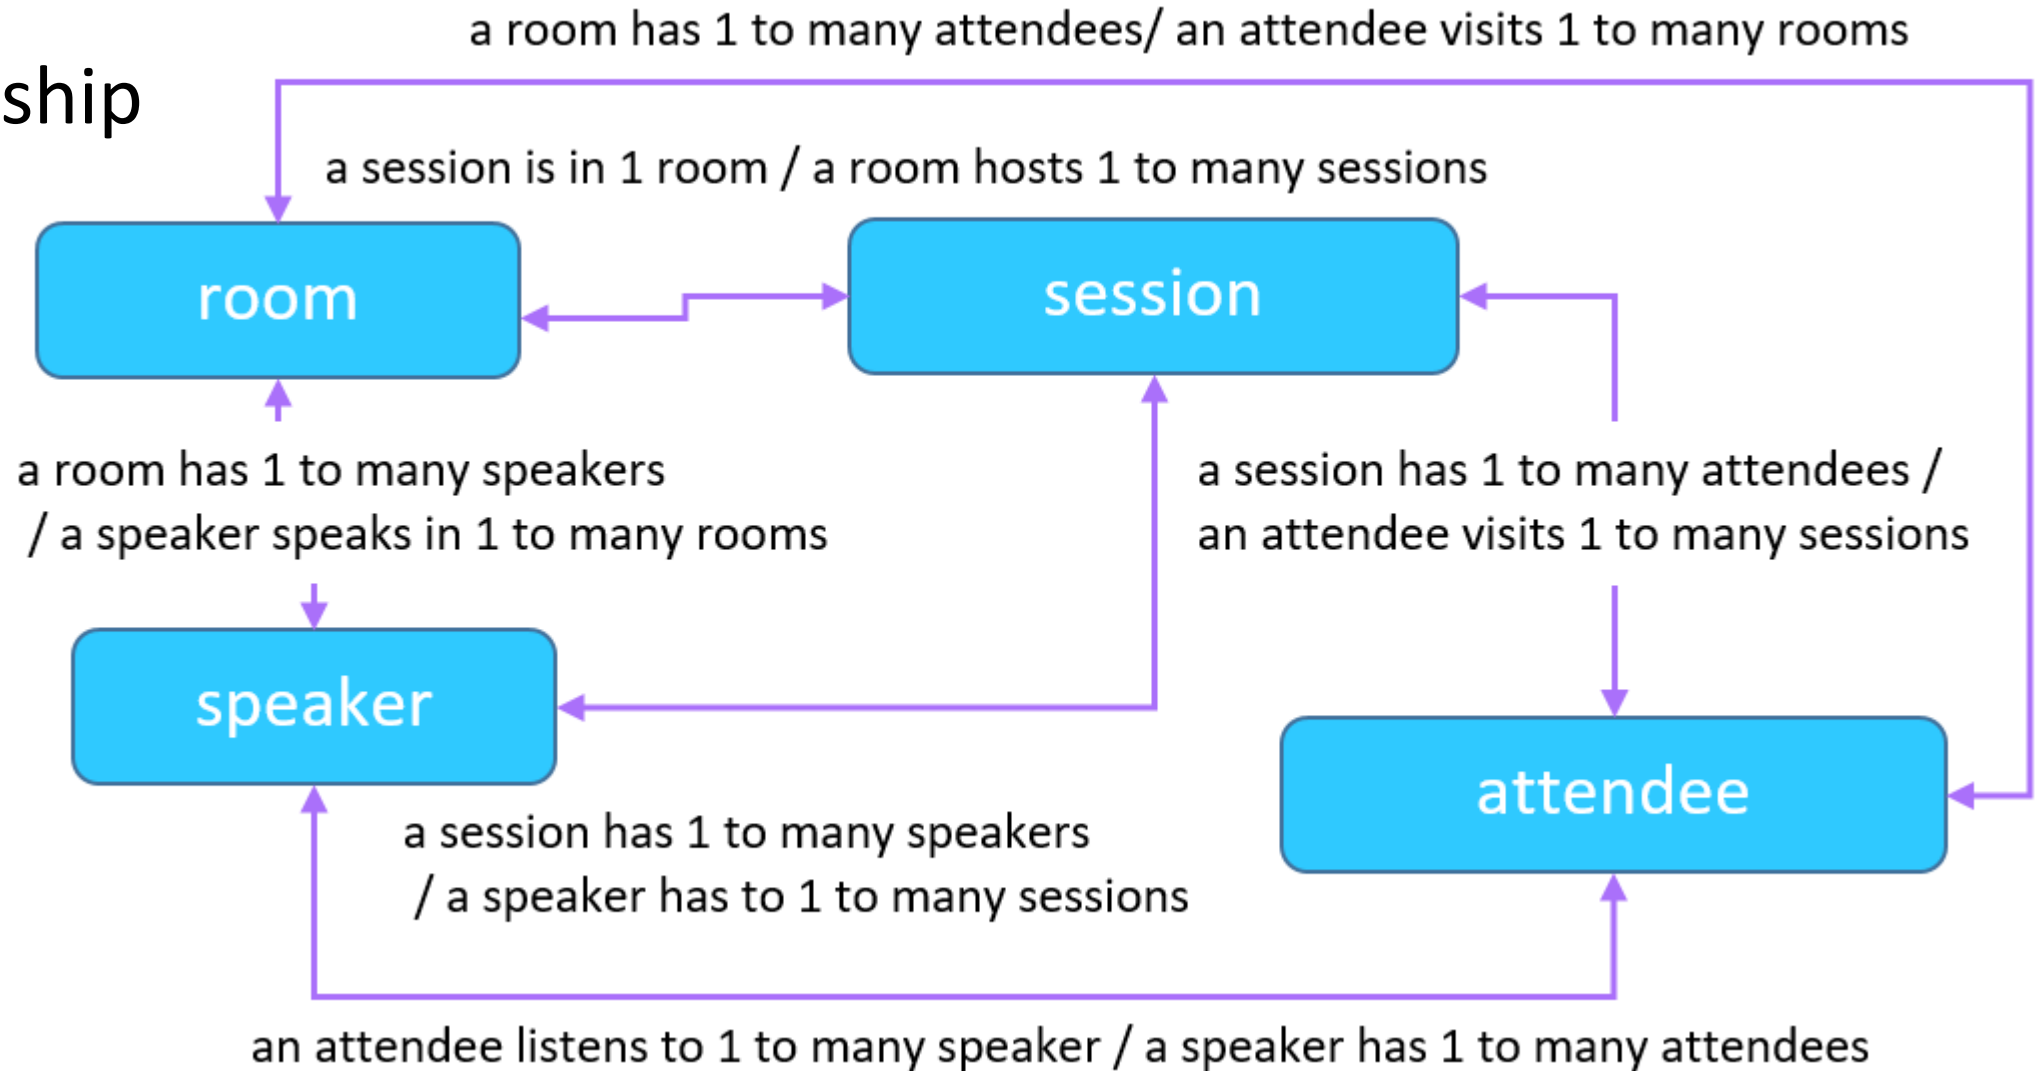 a room has 1 to many attendees/ an attendee visits 1 to many rooms
ship
a session is in 1 room / a room hosts 1 to many sessions
room
session
a room has 1 to many speakers
/ a speaker speaks in 1 to many rooms
a session has 1 to many attendees /
an attendee visits 1 to many sessions
speaker
attendee
a session has 1 to many speakers
/ a speaker has to 1 to many sessions
an attendee listens to 1 to many speaker / a speaker has 1 to many attendees